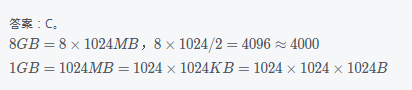 答案：C。
8GB = 8 × 1024MB，8 × 1024/2 = 4096 ≈ 4000
1GB = 1024MB = 1024 × 1024KB = 1024 × 1024 × 1024B